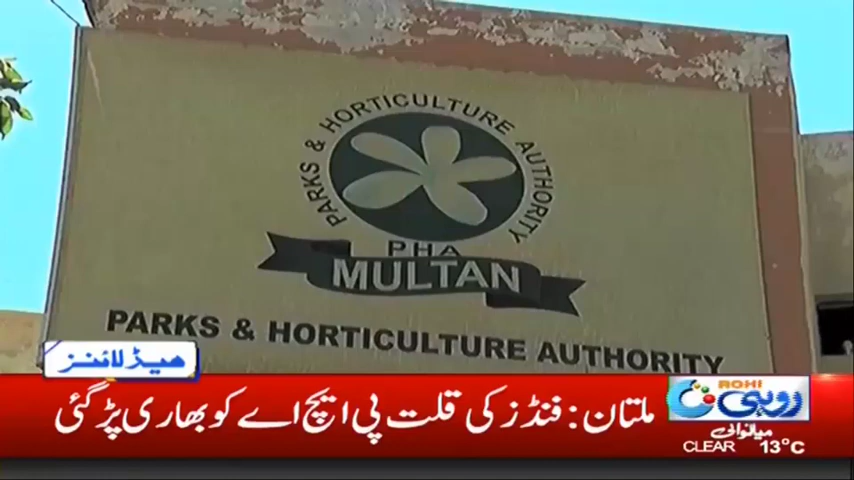 PARKS & HORTICULTURE AUTHORITY
PHA
MULTAN
PARKS & HORTICULTURE AUTHORITY
ھیڈلائنز
ملتان : فنڈز کی قلت پی ایچ اے کو بھاری پڑ گئی
ROHI
روہی
میانوالی
CLEAR 13°C